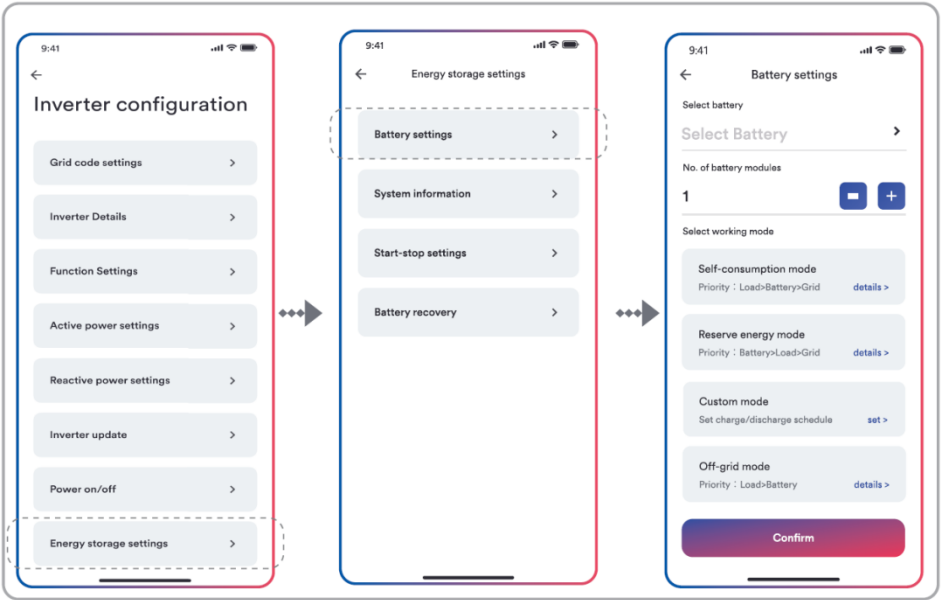 9:41
Inverter configuration
Grid code settings
Inverter Details
Function Settings
Active power settings
Reactive power settings
Inverter update
Power on/off
Energy storage settings
9:41
Energy storage settings
Battery settings
System information
Start-stop settings
Battery recovery
9:41
Battery settings
Select battery
Select Battery
No. of battery modules
1
Select working mode
Self-consumption mode
Priority：Load>Battery>Grid details >
Reserve energy mode
Priority：Battery>Load>Grid details >
Custom mode
Set charge/discharge schedule set >
Off-grid mode
Priority：Load>Battery details >
Confirm